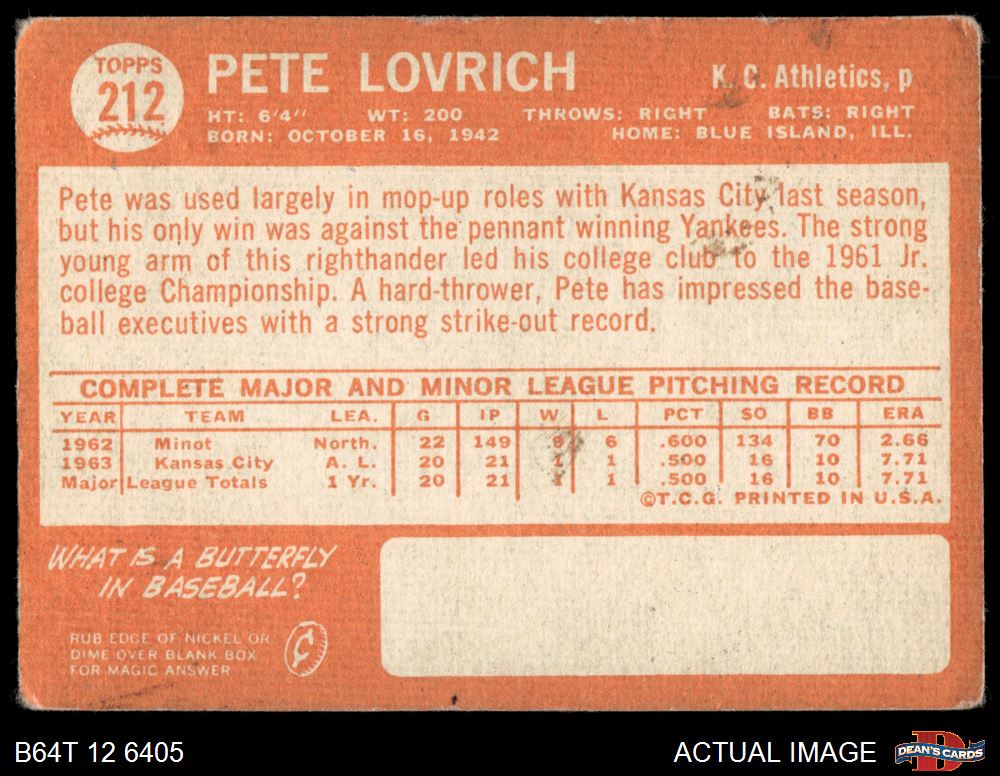 TOPPS
212
PETE LOVRICH
K. C. Athletics, p
HT: 6'4" WT: 200 THROWS: RIGHT BATS: RIGHT
BORN: OCTOBER 16, 1942 HOME: BLUE ISLAND, ILL.
Pete was used largely in mop-up roles with Kansas City last season,
but his only win was against the pennant winning Yankees. The strong
young arm of this righthander led his college club to the 1961 Jr.
college Championship. A hard-thrower, Pete has impressed the base-
ball executives with a strong strike-out record.
COMPLETE MAJOR AND MINOR LEAGUE PITCHING RECORD
YEAR TEAM LEA. G IP W L PCT SO BB ERA
1962 Minot North. 22 149 9 6 .600 134 70 2.66
1963 Kansas City A. L. 20 21 1 1 .500 16 10 7.71
Major League Totals 1 Yr. 20 21 1 1 .500 16 10 7.71
©T.C.G. PRINTED IN U.S.A.
WHAT IS A BUTTERFLY
IN BASEBALL?
RUB EDGE OF NICKEL OR
DIME OVER BLANK BOX
FOR MAGIC ANSWER
B64T 12 6405
ACTUAL IMAGE
DEAN'S CARDS